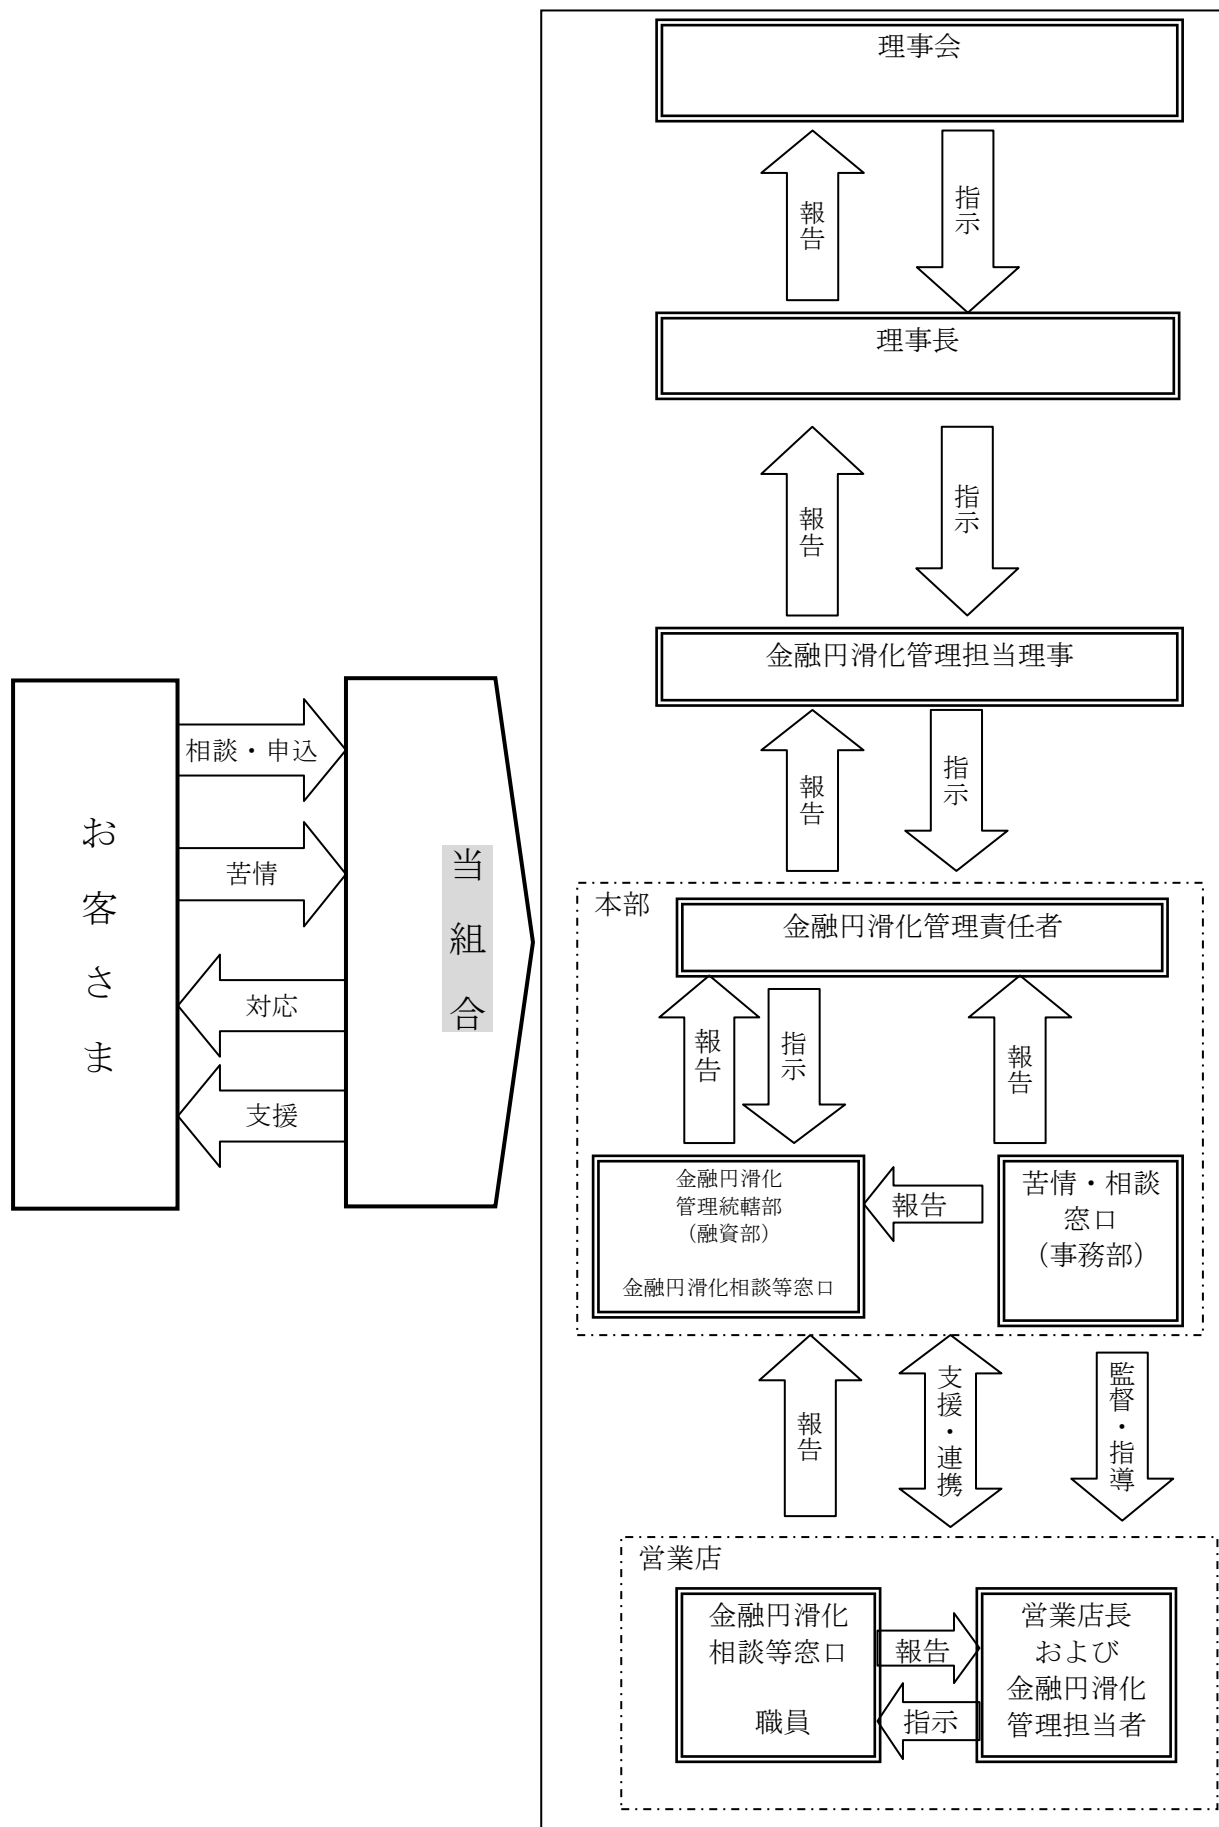 理事会
報告
指示
理事長
報告
指示
金融円滑化管理担当理事
報告
指示
お客さま
相談・申込
苦情
対応
支援
当組合
本部
金融円滑化管理責任者
報告
指示
報告
金融円滑化
管理統轄部
（融資部）
金融円滑化相談等窓口
報告
苦情・相談
窓口
（事務部）
報告
支援・連携
監督・指導
営業店
金融円滑化
相談等窓口
職員
報告
指示
営業店長
および
金融円滑化
管理担当者